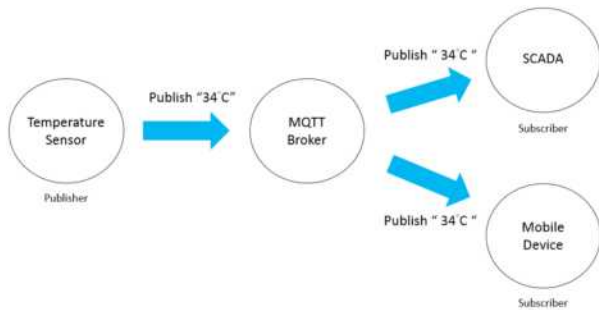 Temperature
Sensor
Publisher
Publish "34°C"
MQTT
Broker
Publish " 34°C "
SCADA
Subscriber
Publish " 34°C "
Mobile
Device
Subscriber